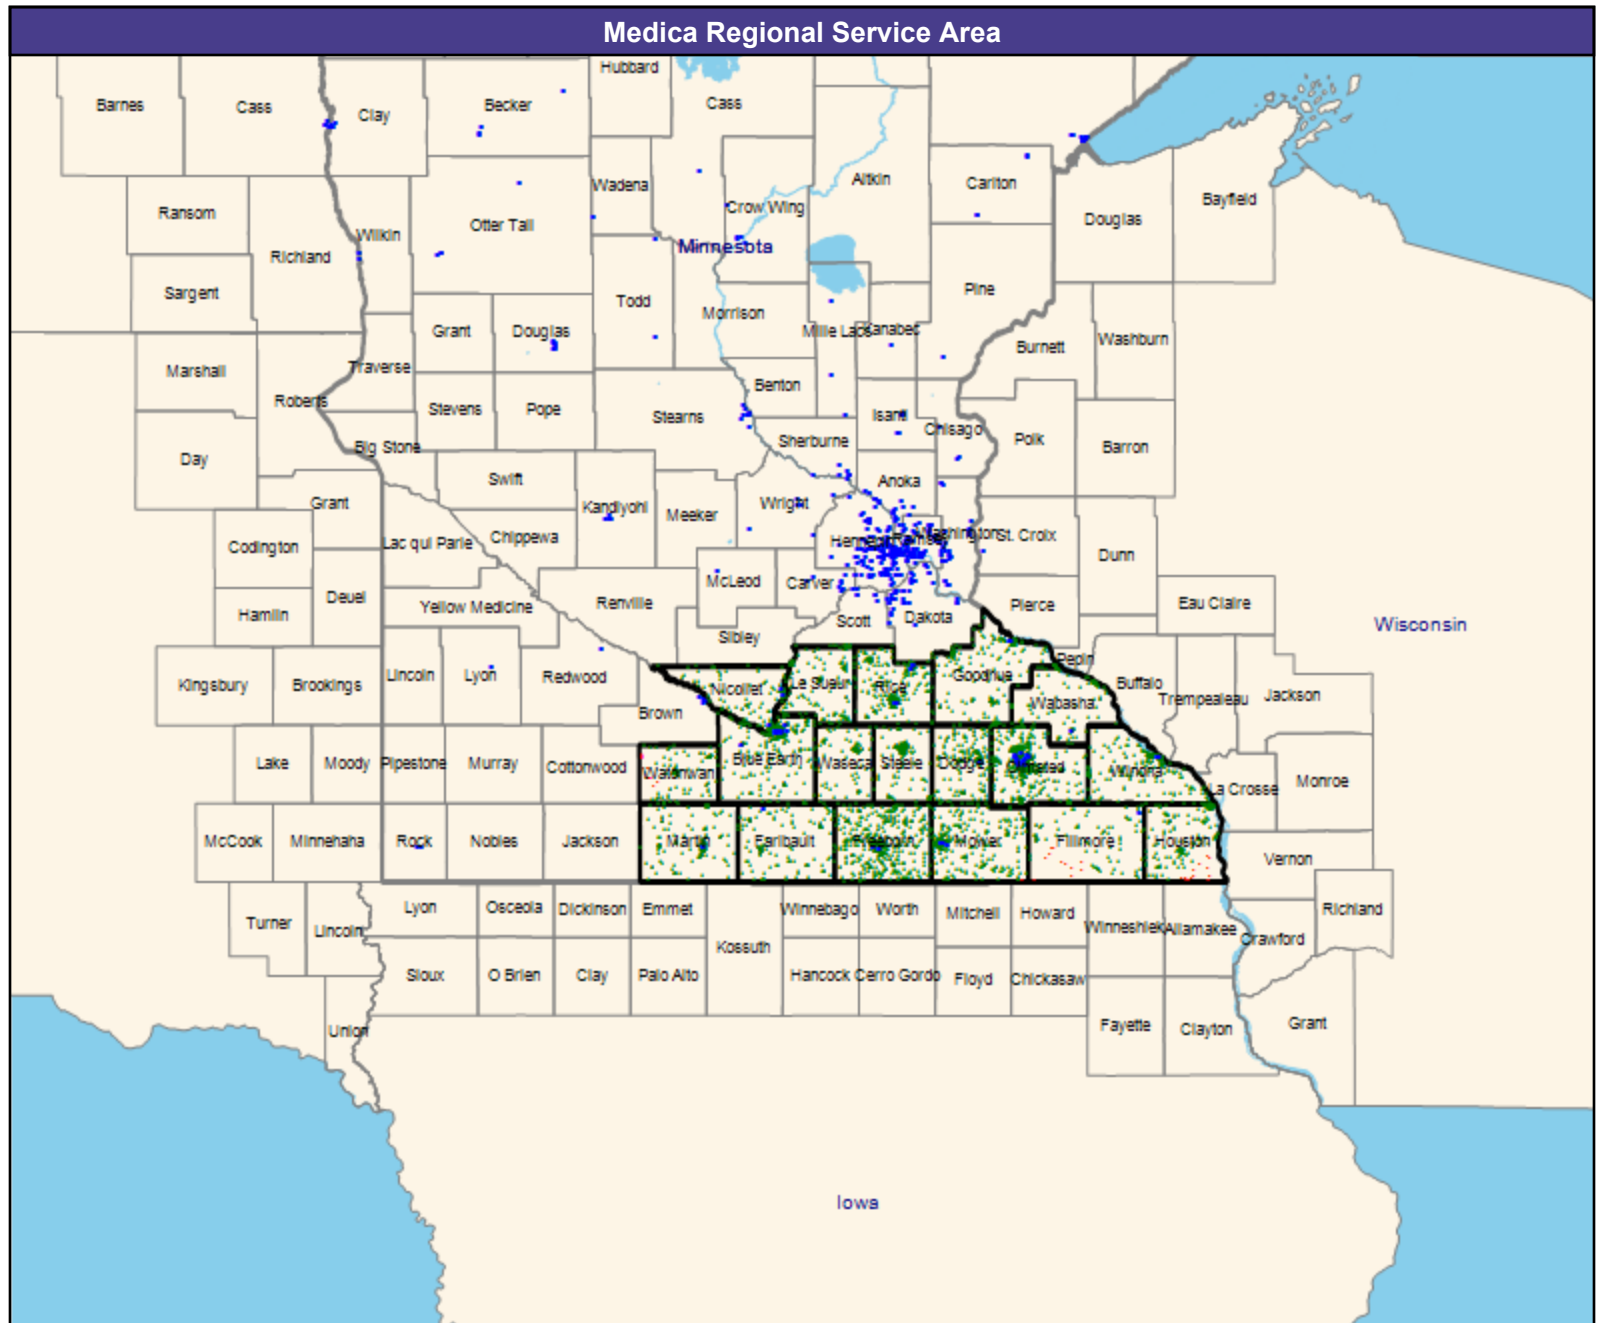 Medica Regional Service Area
Hubbard
Barnes
Cass
Clay
Becker
Cass
Wadena
Aitkin
Carlton
Ransom
Crow Wing
Douglas
Bayfield
Otter Tail
Wilkin
Richland
Minnesota
Sargent
Pine
Todd
Morrison
Grant
Douglas
Mille Lacs
Kanabec
Burnett
Washburn
Marshall
Traverse
Roberts
Benton
Stevens
Pope
Stearns
Isanti
Chisago
Polk
Barron
Day
Big Stone
Sherburne
Swift
Anoka
Grant
Kandiyohi
Meeker
Wright
Codington
Lac qui Parle
Chippewa
Hennepin
Ramsey
Washington
St. Croix
Dunn
McLeod
Carver
Deuel
Hamlin
Yellow Medicine
Renville
Scott
Dakota
Pierce
Eau Claire
Sibley
Wisconsin
Pepin
Kingsbury
Brookings
Lincoln
Lyon
Redwood
Nicollet
Le Sueur
Rice
Goodhue
Wabasha
Buffalo
Trempealeau
Jackson
Brown
Lake
Moody
Pipestone
Murray
Cottonwood
Watonwan
Blue Earth
Waseca
Steele
Dodge
Olmsted
Winona
La Crosse
Monroe
McCook
Minnehaha
Rock
Nobles
Jackson
Martin
Faribault
Freeborn
Mower
Fillmore
Houston
Vernon
Turner
Lincoln
Lyon
Osceola
Dickinson
Emmet
Kossuth
Winnebago
Worth
Mitchell
Howard
Winneshiek
Allamakee
Crawford
Richland
Sioux
O Brien
Clay
Palo Alto
Hancock
Cerro Gordo
Floyd
Chickasaw
Union
Fayette
Clayton
Grant
Iowa